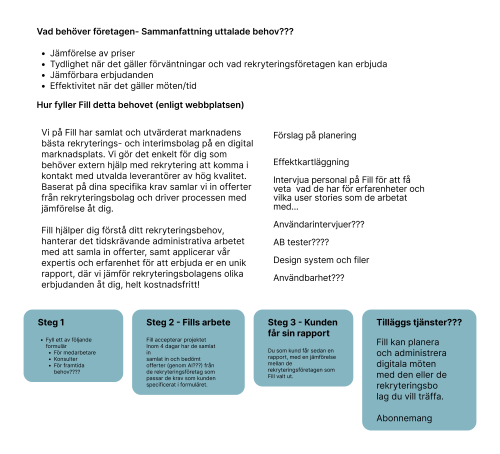 Vad behöver företagen- Sammanfattning uttalade behov???
Jämförelse av priser
Tydlighet när det gäller förväntningar och vad rekryteringsföretagen kan erbjuda
Jämförbara erbjudanden
Effektivitet när det gäller möten/tid
Hur fyller Fill detta behovet (enligt webbplatsen)
Vi på Fill har samlat och utvärderat marknadens
bästa rekryterings- och interimsbolag på en digital
marknadsplats. Vi gör det enkelt för dig som
behöver extern hjälp med rekrytering att komma i
kontakt med utvalda leverantörer av hög kvalitet.
Baserat på dina specifika krav samlar vi in offerter
från rekryteringsbolag och driver processen med
jämförelse åt dig.
Fill hjälper dig förstå ditt rekryteringsbehov,
hanterar det tidskrävande administrativa arbetet
med att samla in offerter, samt applicerar vår
expertis och erfarenhet för att erbjuda er en unik
rapport, där vi jämför rekryteringsbolagens olika
erbjudanden åt dig, helt kostnadsfritt!
Förslag på planering
Effektkartläggning
Intervjua personal på Fill för att få
veta vad de har för erfarenheter och
vilka user stories som de arbetat
med...
Användarintervjuer???
AB tester????
Design system och filer
Användbarhet???
Steg 1
Fyll ett av följande
formulär
För medarbetare
Konsulter
För framtida
behov????
Steg 2 - Fills arbete
Fill accepterar projektet
Inom 4 dagar har de samlat
in
samlat in och bedömt
offerter (genom AI???) från
de rekryteringsföretag som
passar de krav som kunden
specificerat i formuläret.
Steg 3 - Kunden
får sin rapport
Du som kund får sedan en
rapport, med en jämförelse
mellan de
rekryteringsföretagen som
Fill valt ut.
Tilläggs tjänster???
Fill kan planera
och administrera
digitala möten
med den eller de
rekryteringsbo
lag du vill träffa.
Abonnemang